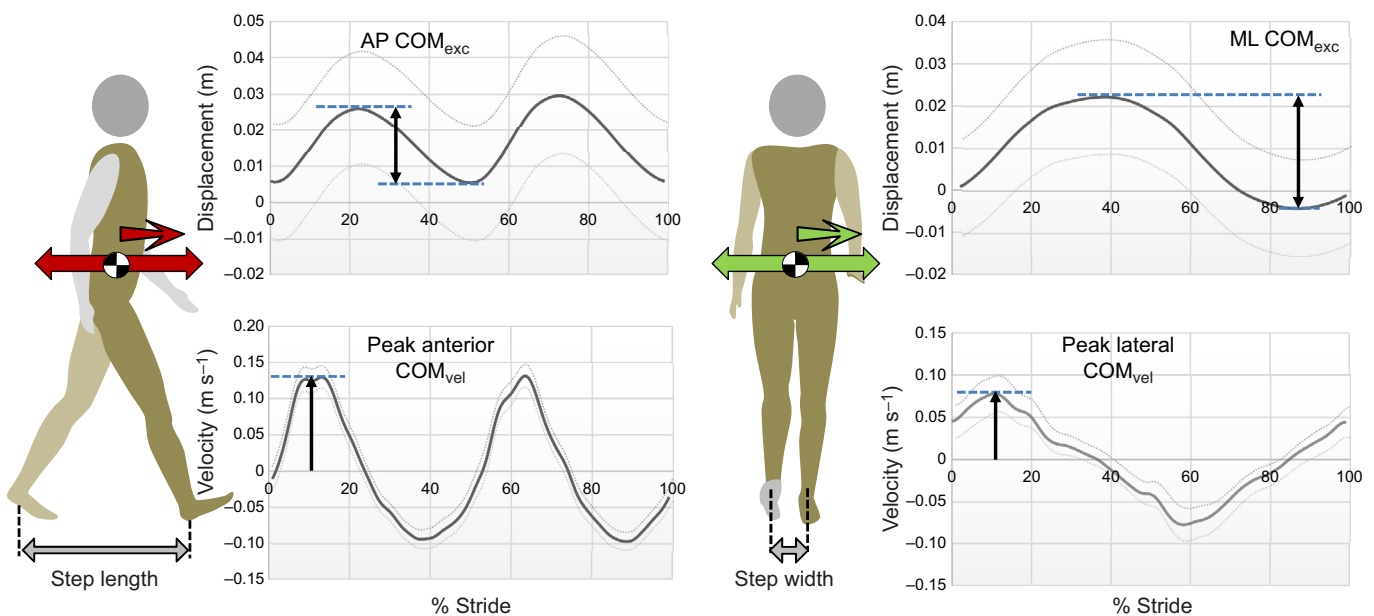 0.05
0.04
0.03
0.02
0.01
0
–0.01
–0.02
Displacement (m)
AP COMexc
0 20 40 60 80 100
0.04
0.03
0.02
0.01
0
–0.01
–0.02
Displacement (m)
ML COMexc
0 20 40 60 80 100
0.20
0.15
0.10
0.05
0
–0.05
–0.10
–0.15
Velocity (m s–1)
Peak anterior
COMvel
0 20 40 60 80 100
Step length
% Stride
0.15
0.10
0.05
0
–0.05
–0.10
–0.15
Velocity (m s–1)
Peak lateral
COMvel
0 20 40 60 80 100
Step width
% Stride